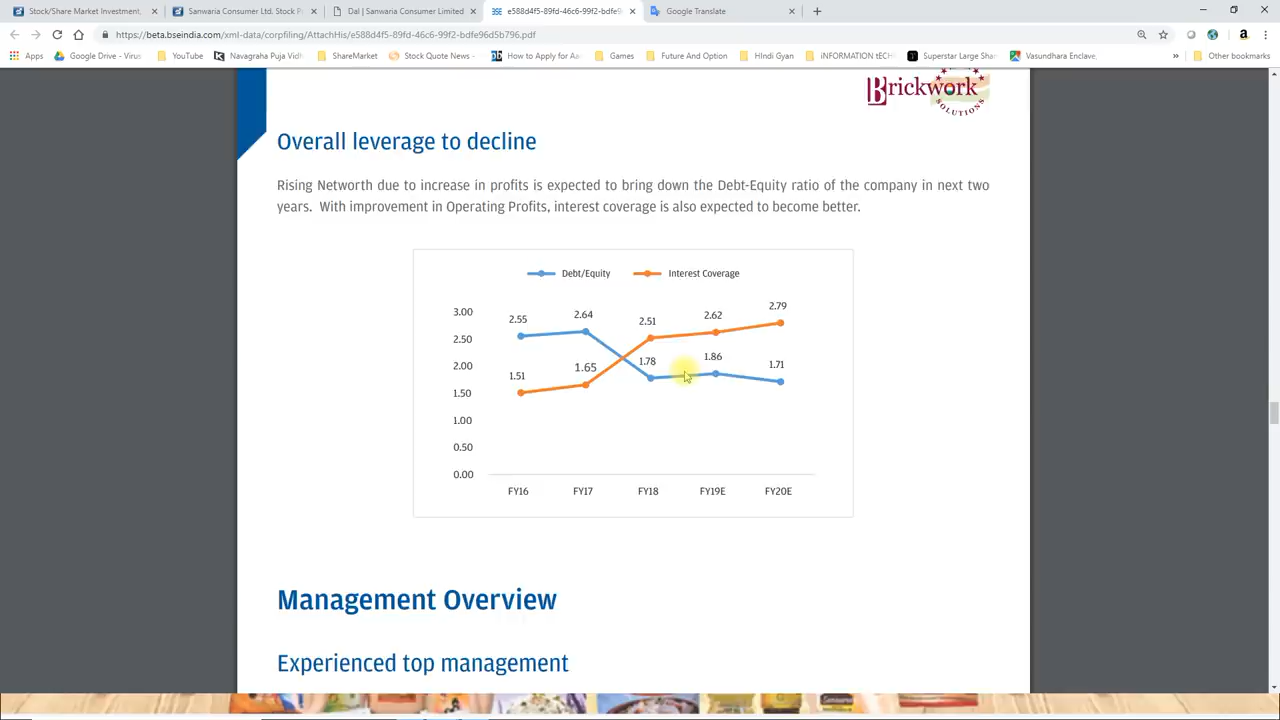 Stock/Share Market Investment,
Sanwaria Consumer Ltd. Stock P
Dal | Sanwaria Consumer Limited
e588d4f5-89fd-46c6-99f2-bdfe9
Google Translate
https://beta.bseindia.com/xml-data/corpfiling/AttachHis/e588d4f5-89fd-46c6-99f2-bdfe96d5b796.pdf
Apps
Google Drive - Virus
YouTube
Navagraha Puja Vidh
ShareMarket
Stock Quote News -
How to Apply for Aa
Games
Future And Option
HIndi Gyan
iNFORMATION tECH
Superstar Large Shar
Vasundhara Enclave,
Other bookmarks
Brickwork
SOLUTIONS
Overall leverage to decline
Rising Networth due to increase in profits is expected to bring down the Debt-Equity ratio of the company in next two
years. With improvement in Operating Profits, interest coverage is also expected to become better.
Debt/Equity Interest Coverage
3.00
2.50
2.00
1.50
1.00
0.50
0.00
2.55 2.64 1.78 1.86 1.71
1.51 1.65 2.51 2.62 2.79
FY16 FY17 FY18 FY19E FY20E
Management Overview
Experienced top management